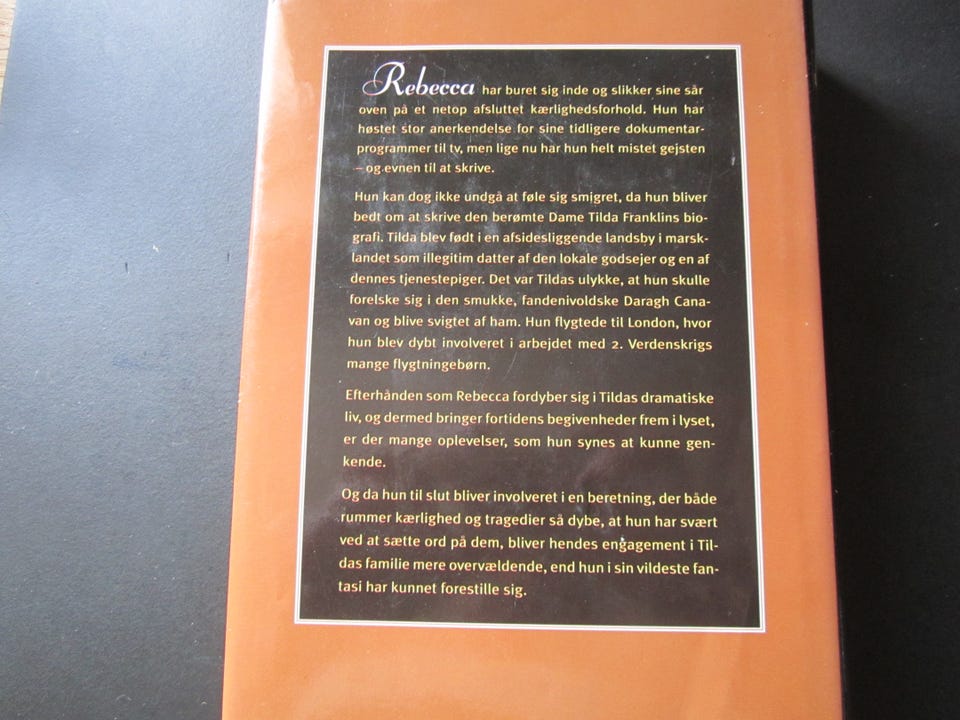 Rebecca har buret sig inde og slikker sine sår
oven på et netop afsluttet kærlighedsforhold. Hun har
høstet stor anerkendelse for sine tidligere dokumentar-
programmer til tv, men lige nu har hun helt mistet gejsten
– og evnen til at skrive.
Hun kan dog ikke undgå at føle sig smigret, da hun bliver
bedt om at skrive den berømte Dame Tilda Franklins bio-
grafi. Tilda blev født i en afsidesliggende landsby i marsk-
landet som illegitim datter af den lokale godsejer og en af
dennes tjenestepiger. Det var Tildas ulykke, at hun skulle
forelske sig i den smukke, fandenivoldske Daragh Cana-
van og blive svigtet af ham. Hun flygtede til London, hvor
hun blev dybt involveret i arbejdet med 2. Verdenskrigs
mange flygtningebørn.
Efterhånden som Rebecca fordyber sig i Tildas dramatiske
liv, og dermed bringer fortidens begivenheder frem i lyset,
er der mange oplevelser, som hun synes at kunne gen-
kende.
Og da hun til slut bliver involveret i en beretning, der både
rummer kærlighed og tragedier så dybe, at hun har svært
ved at sætte ord på dem, bliver hendes engagement i Til-
das familie mere overvældende, end hun i sin vildeste fan-
tasi har kunnet forestille sig.